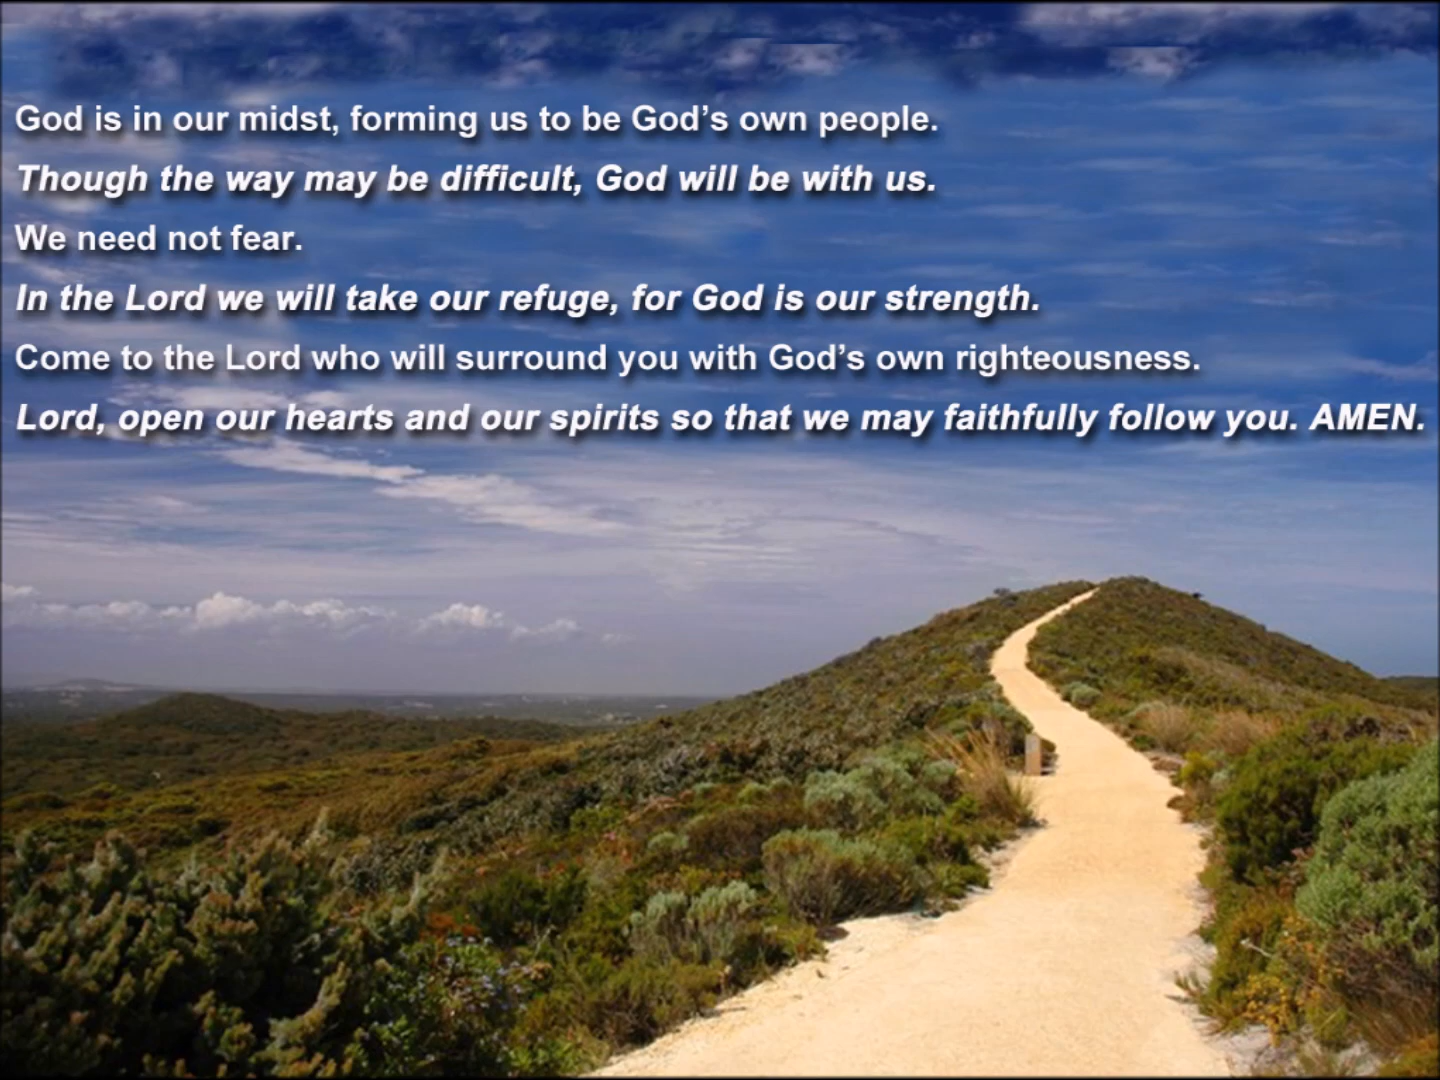 God is in our midst, forming us to be God’s own people.
Though the way may be difficult, God will be with us.
We need not fear.
In the Lord we will take our refuge, for God is our strength.
Come to the Lord who will surround you with God’s own righteousness.
Lord, open our hearts and our spirits so that we may faithfully follow you. AMEN.